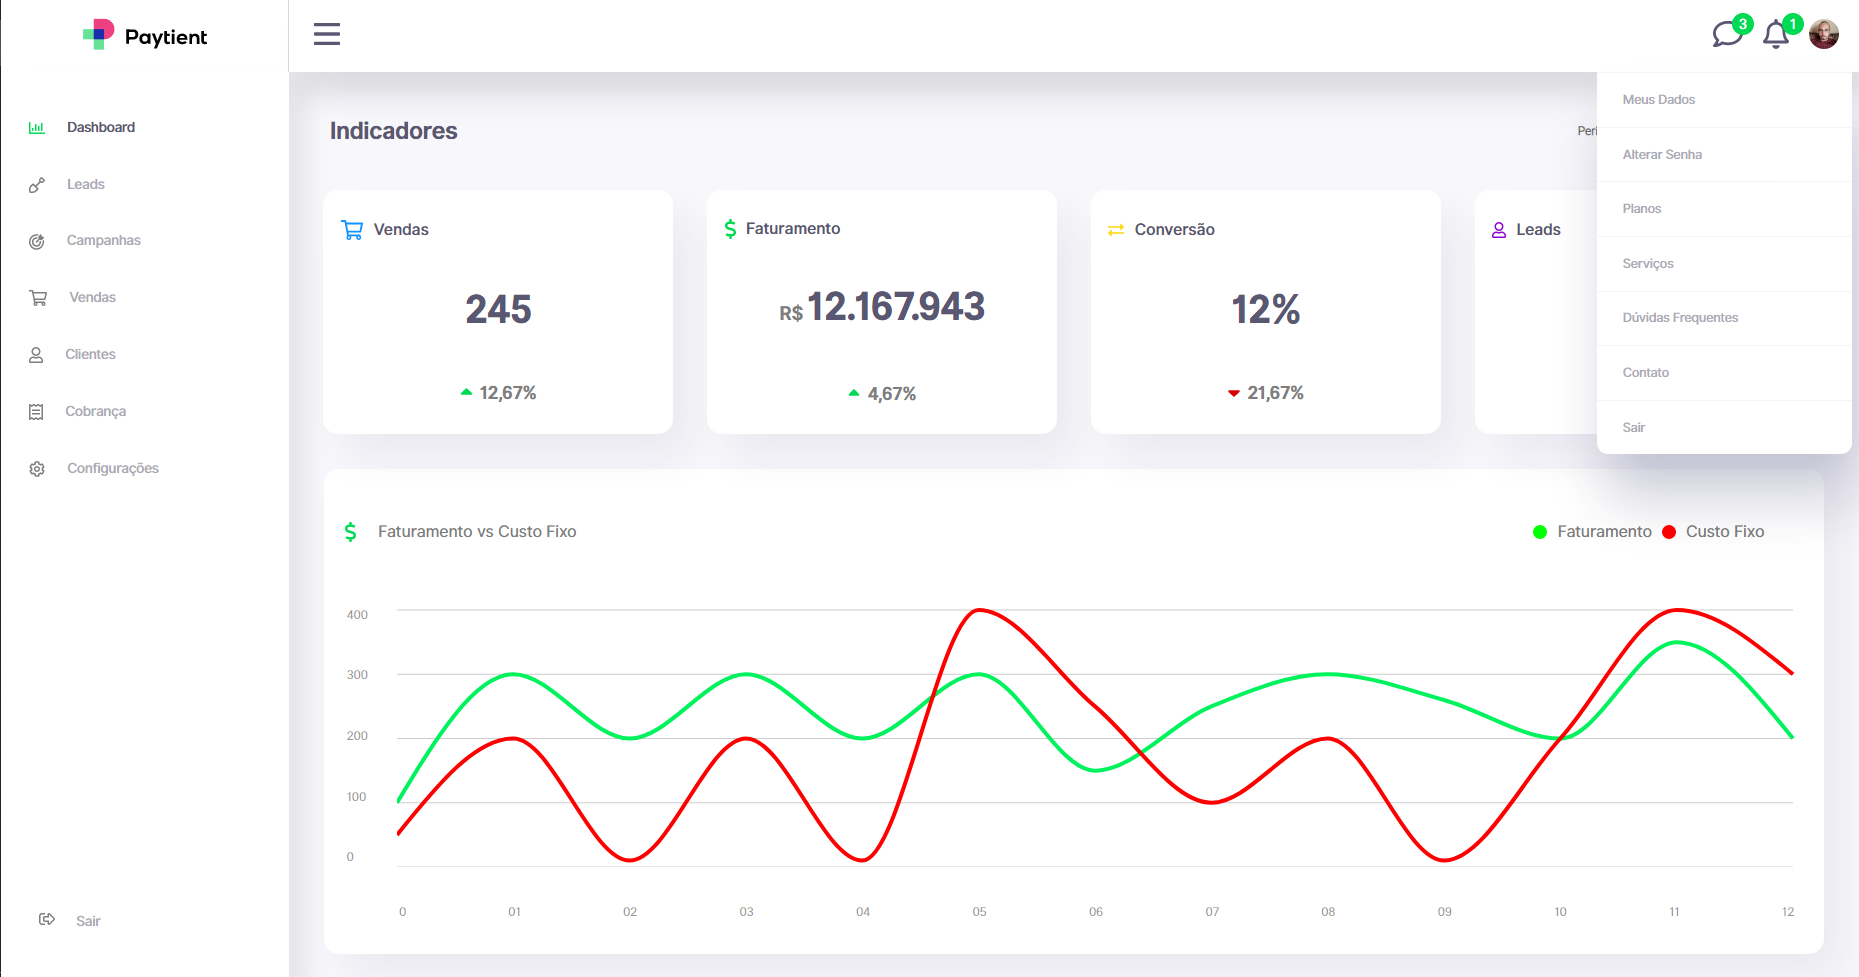 Paytient
3
1
Dashboard
Leads
Campanhas
Vendas
Clientes
Cobrança
Configurações
Sair
Indicadores
Meus Dados
Alterar Senha
Planos
Serviços
Dúvidas Frequentes
Contato
Sair
Vendas
245
12,67%
Faturamento
R$ 12.167.943
4,67%
Conversão
12%
21,67%
Leads
Faturamento vs Custo Fixo
Faturamento Custo Fixo
400
300
200
100
0
0 01 02 03 04 05 06 07 08 09 10 11 12